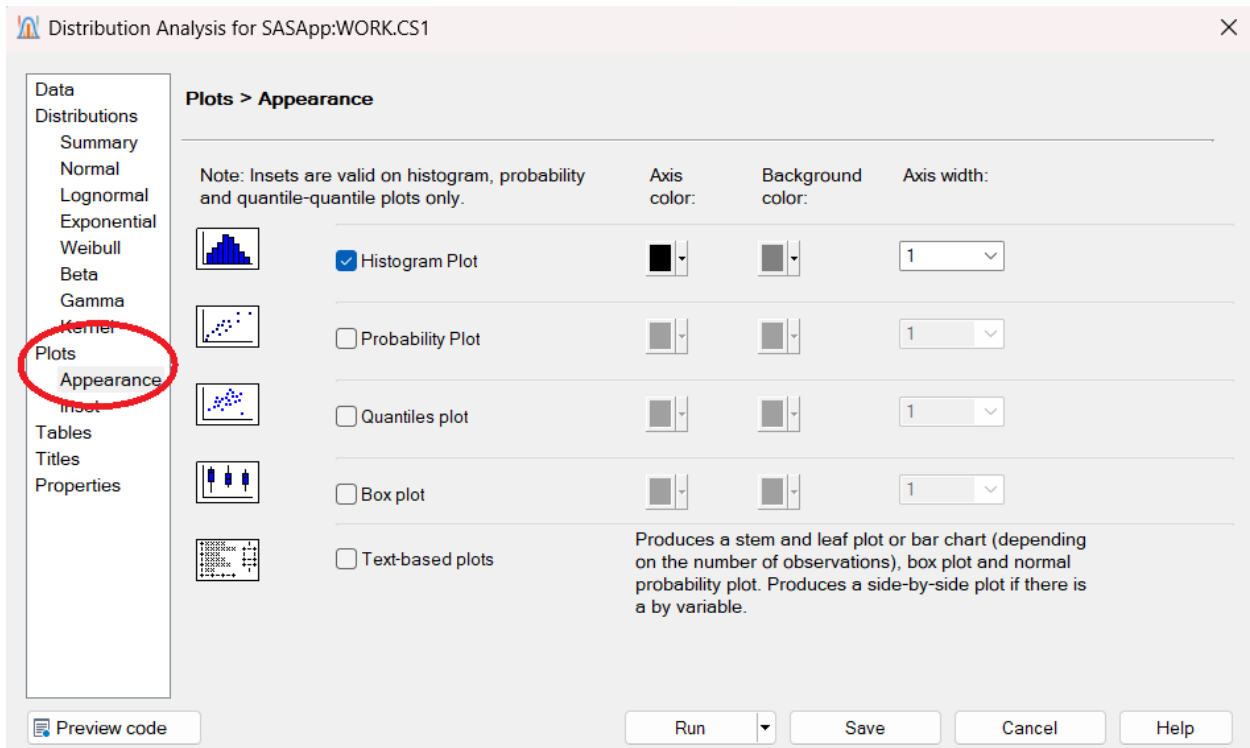 Distribution Analysis for SASApp:WORK.CS1
Data
Distributions
Summary
Normal
Lognormal
Exponential
Weibull
Beta
Gamma
Kernel
Plots
Appearance
Inset
Tables
Titles
Properties
Plots > Appearance
Note: Insets are valid on histogram, probability
and quantile-quantile plots only.
Axis
color:
Background
color:
Axis width:
Histogram Plot
1
Probability Plot
1
Quantiles plot
1
Box plot
1
Text-based plots
Produces a stem and leaf plot or bar chart (depending
on the number of observations), box plot and normal
probability plot. Produces a side-by-side plot if there is
a by variable.
Preview code
Run
Save
Cancel
Help